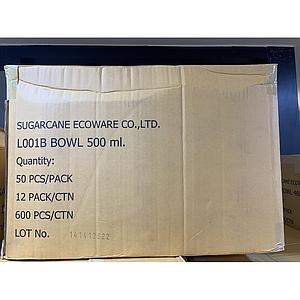 SUGARCANE ECOWARE CO.,LTD.
L001B BOWL 500 ml.
Quantity:
50 PCS/PACK
12 PACK/CTN
600 PCS/CTN
LOT No.